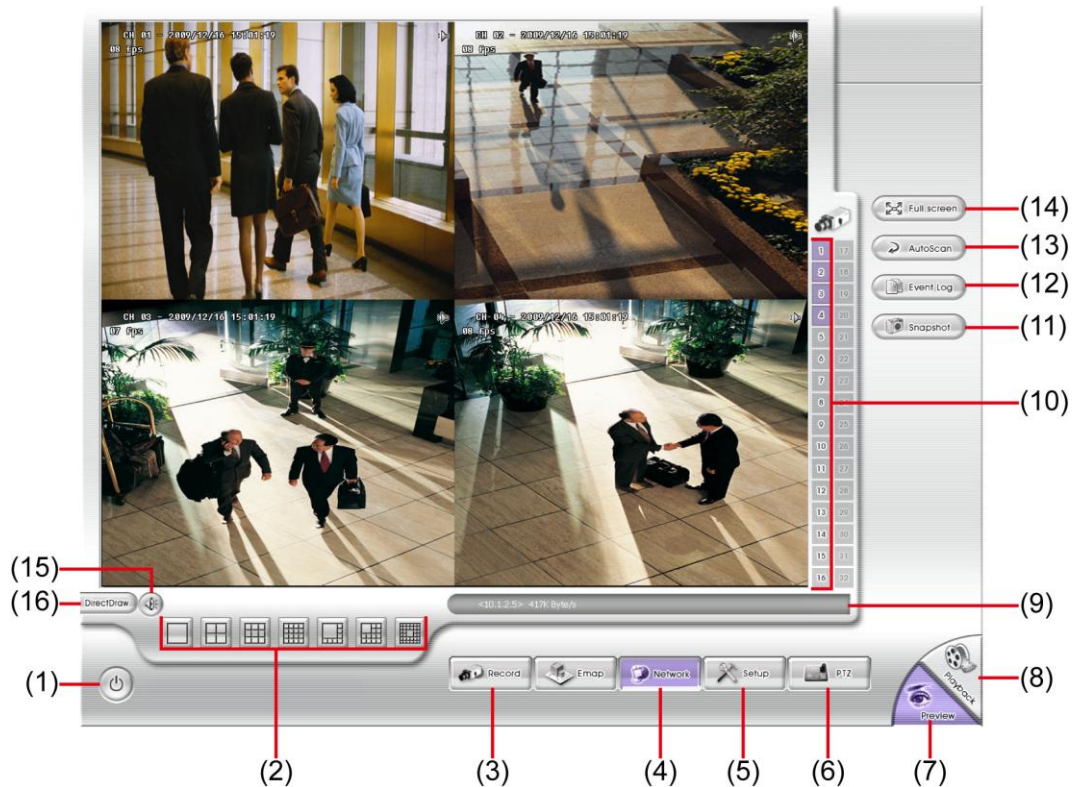 CH 01 - 2009/12/16 15:01:19
08 fps
CH 02 - 2009/12/16 15:01:19
08 fps
CH 03 - 2009/12/16 15:01:19
07 fps
CH 04 - 2009/12/16 15:01:19
08 fps
1 17
2 18
3 19
4 20
5 21
6 22
7 23
8
9 25
10 26
11 27
12 28
13 29
14 30
15 31
16 32
Full screen (14)
AutoScan (13)
Event Log (12)
Snapshot (11)
(10)
(15)
(16) DirectDraw
<10.1.2.5> 417K Byte/s (9)
(1)
Record Emap Network Setup PTZ
Playback (8)
Preview
(2) (3) (4) (5) (6) (7)